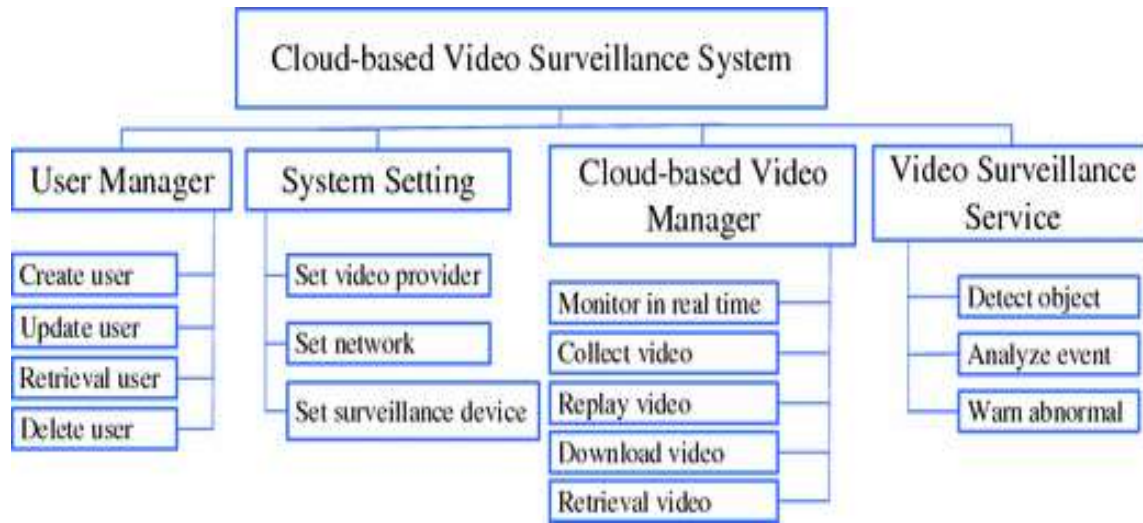 Cloud-based Video Surveillance System
User Manager
System Setting
Cloud-based Video
Manager
Video Surveillance
Service
Create user
Update user
Retrieval user
Delete user
Set video provider
Set network
Set surveillance device
Monitor in real time
Collect video
Replay video
Download video
Retrieval video
Detect object
Analyze event
Warn abnormal